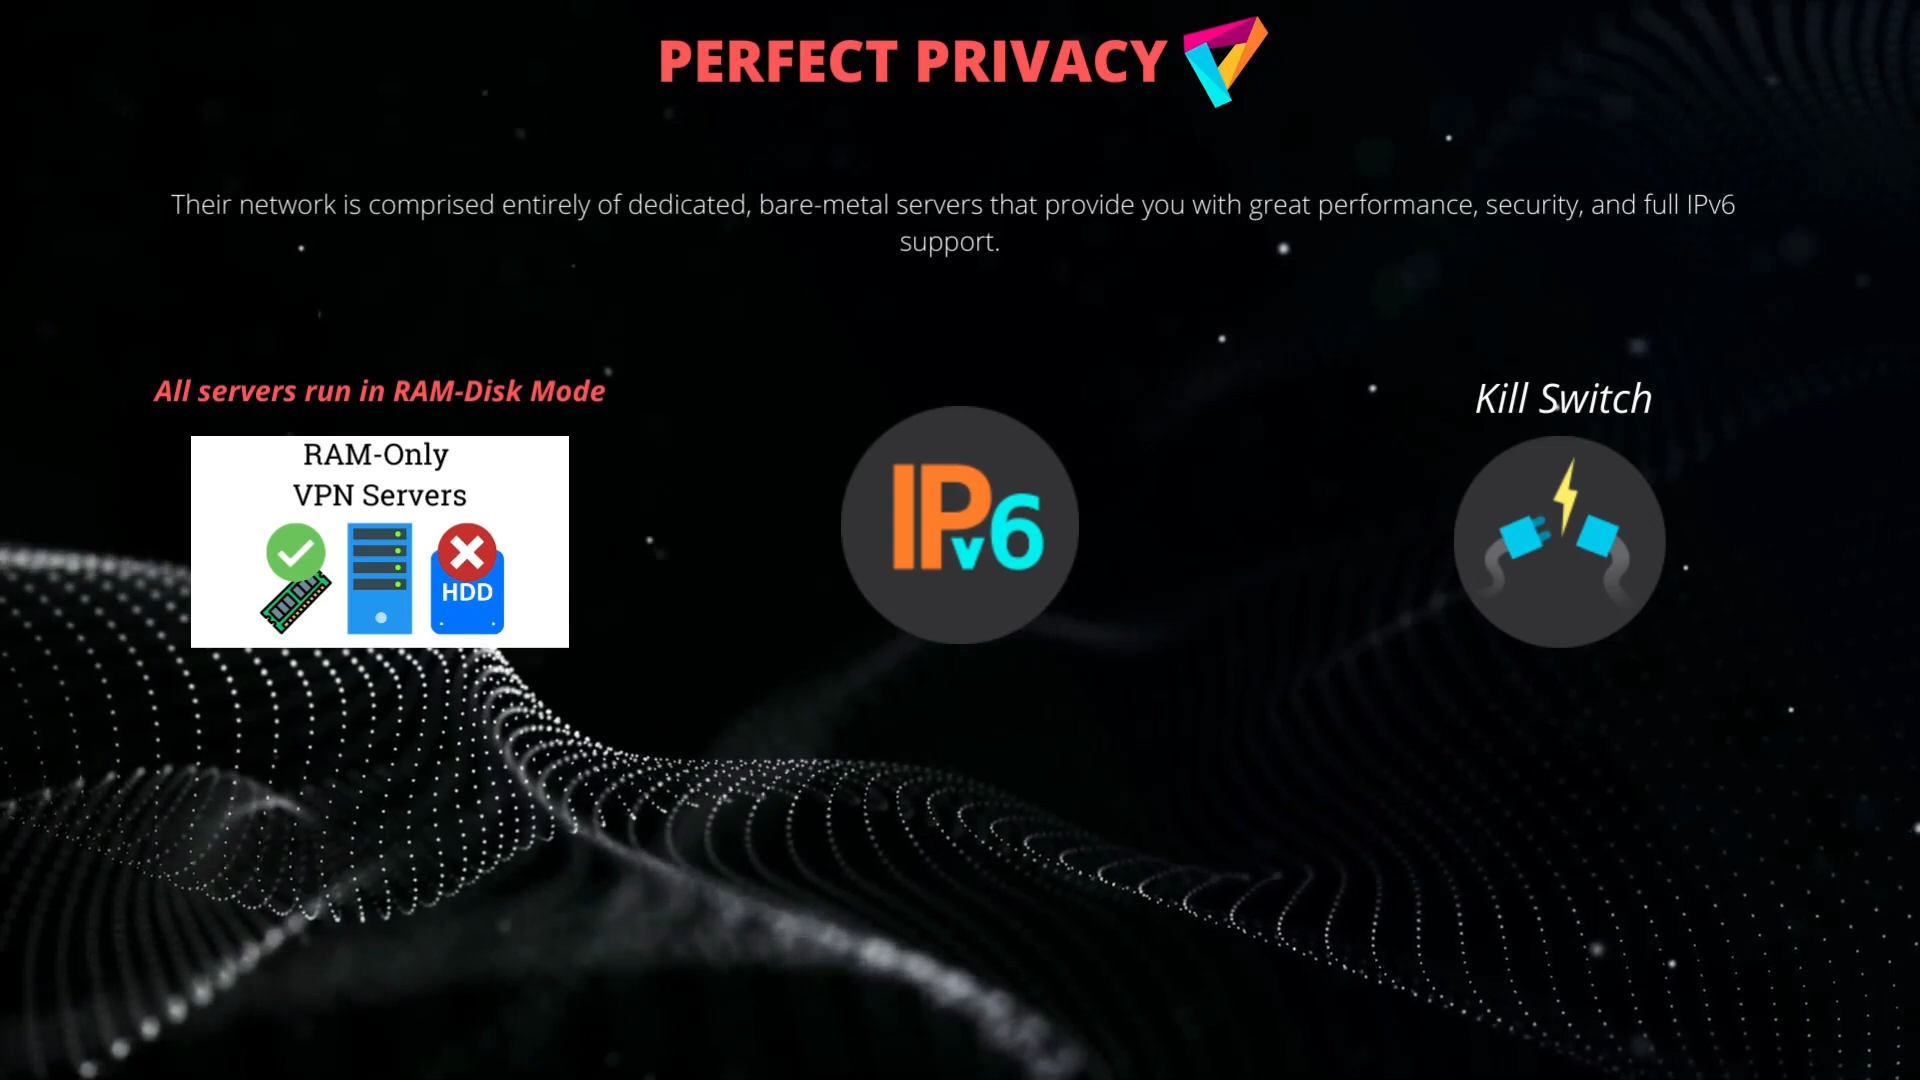 PERFECT PRIVACY
Their network is comprised entirely of dedicated, bare-metal servers that provide you with great performance, security, and full IPv6
support.
All servers run in RAM-Disk Mode
RAM-Only
VPN Servers
HDD
IPv6
Kill Switch